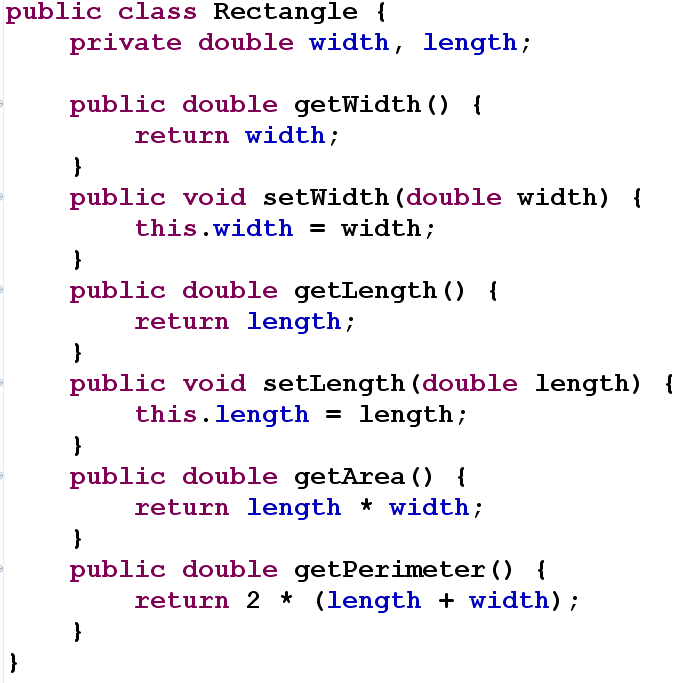 public class Rectangle {
    private double width, length;

    public double getWidth() {
        return width;
    }
    public void setWidth(double width) {
        this.width = width;
    }
    public double getLength() {
        return length;
    }
    public void setLength(double length) {
        this.length = length;
    }
    public double getArea() {
        return length * width;
    }
    public double getPerimeter() {
        return 2 * (length + width);
    }
}